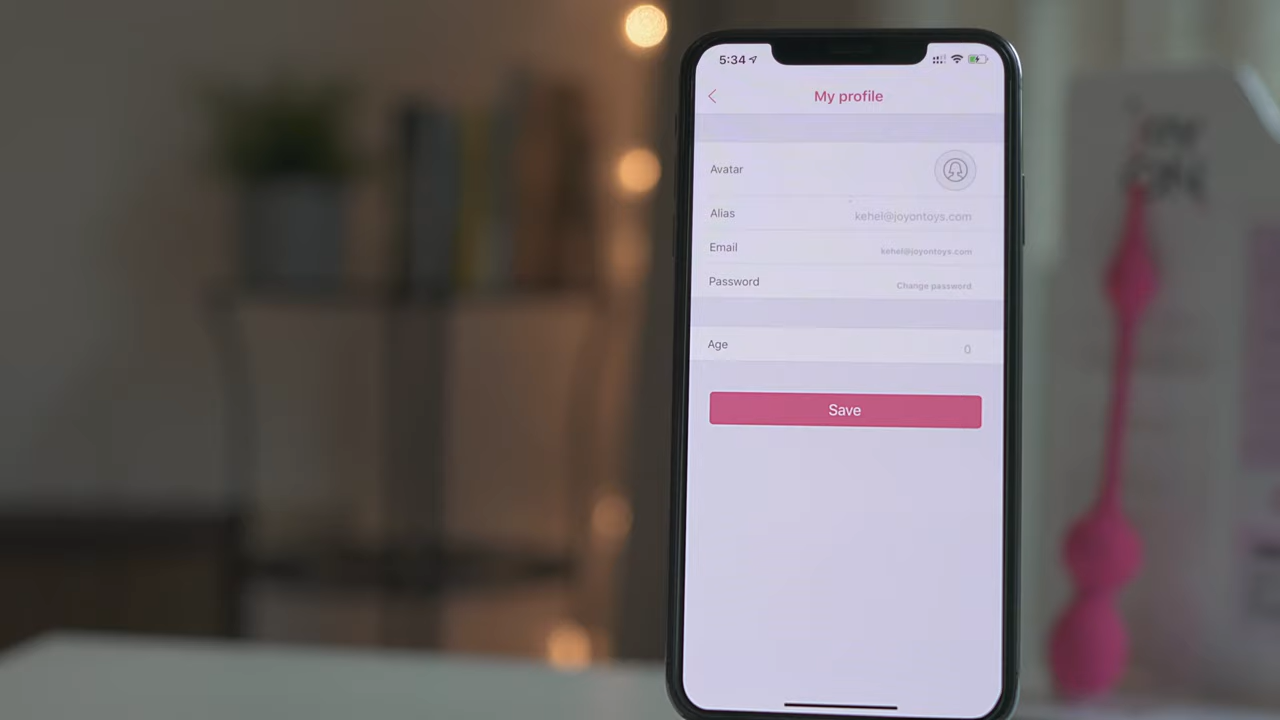 5:34
My profile
Avatar
Alias kehei@joyontoys.com
Email kehei@joyontoys.com
Password Change password
Age 0
Save